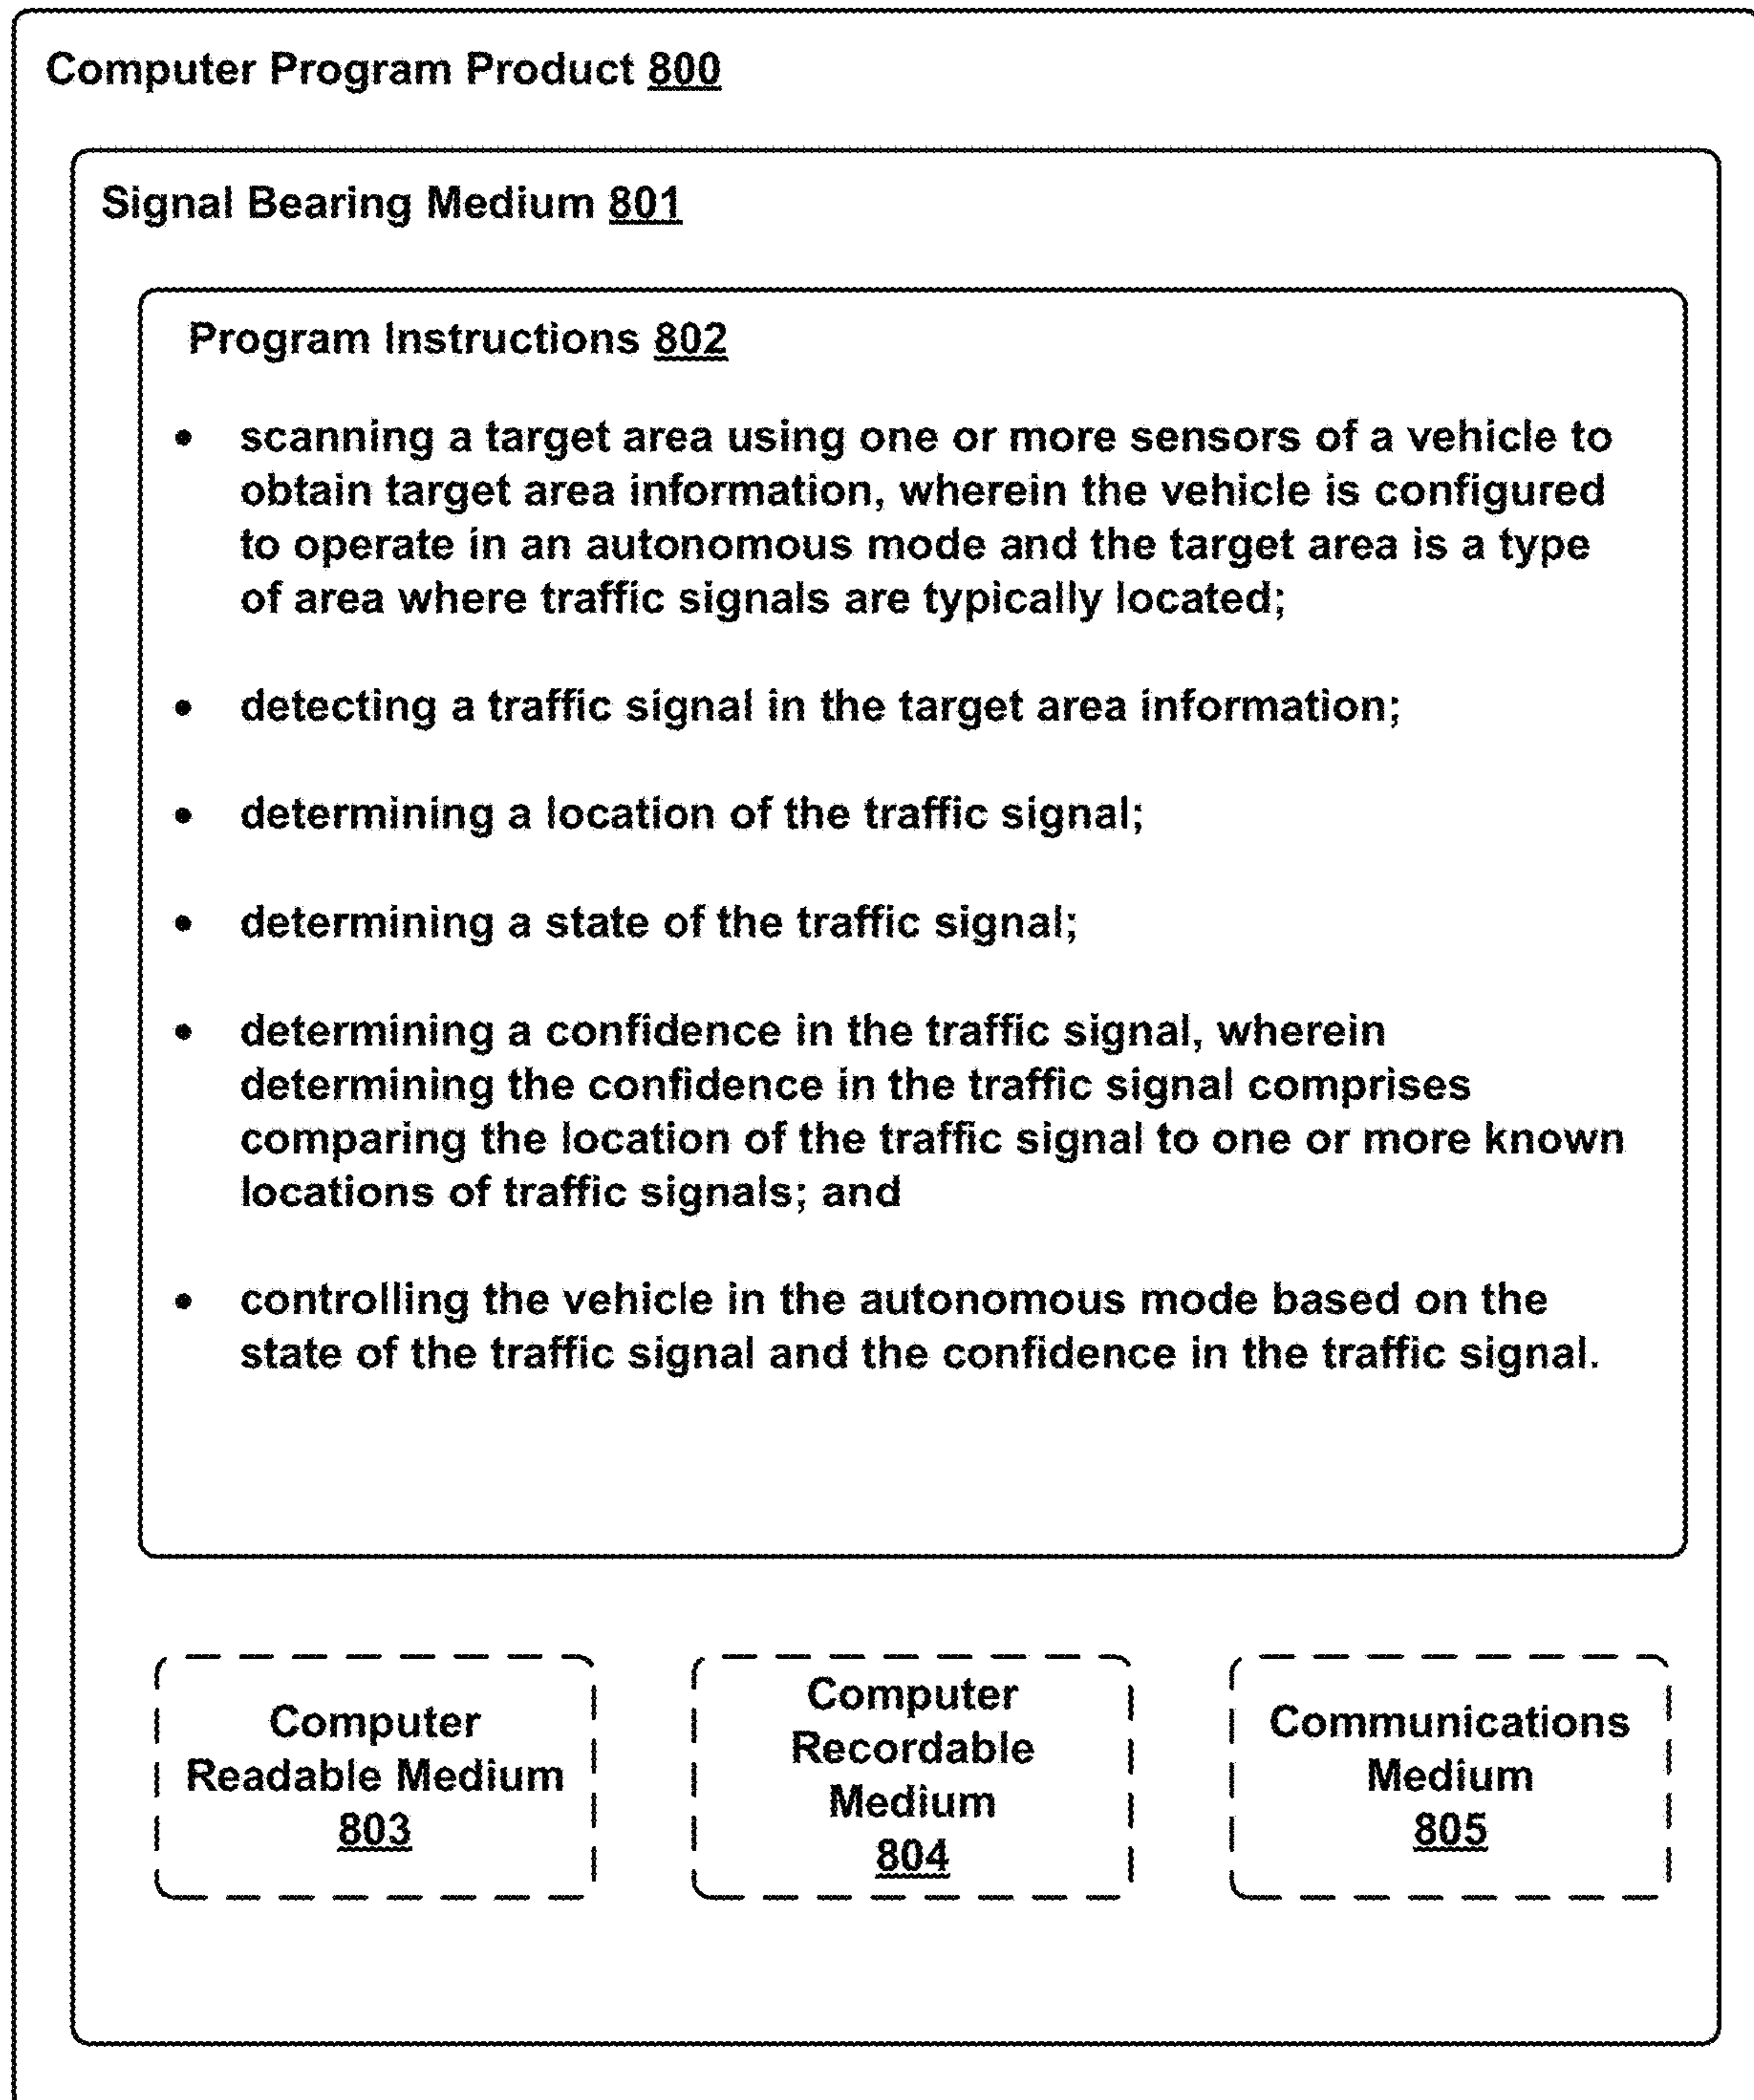 Computer Program Product 800
Signal Bearing Medium 801
Program Instructions 802
• scanning a target area using one or more sensors of a vehicle to
obtain target area information, wherein the vehicle is configured
to operate in an autonomous mode and the target area is a type
of area where traffic signals are typically located;
• detecting a traffic signal in the target area information;
• determining a location of the traffic signal;
• determining a state of the traffic signal;
• determining a confidence in the traffic signal, wherein
determining the confidence in the traffic signal comprises
comparing the location of the traffic signal to one or more known
locations of traffic signals; and
• controlling the vehicle in the autonomous mode based on the
state of the traffic signal and the confidence in the traffic signal.
Computer
Readable Medium
803
Computer
Recordable
Medium
804
Communications
Medium
805